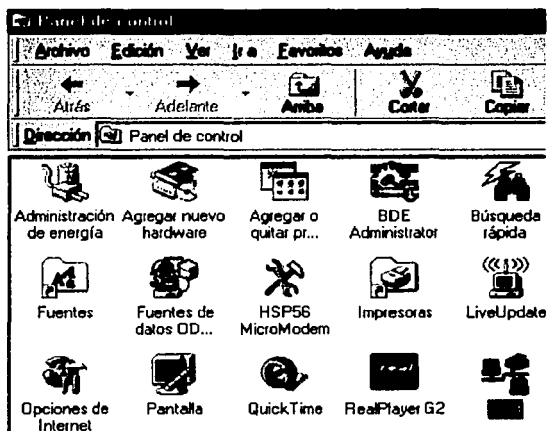 Panel de control
Archivo Edición Ver Ir a Favoritos Ayuda
Atrás Adelante Arriba Cortar Copiar
Dirección Panel de control
Administración de energía
Agregar nuevo hardware
Agregar o quitar pr...
BDE Administrator
Búsqueda rápida
Fuentes
Fuentes de datos OD...
HSP56 MicroModem
Impresoras
LiveUpdate
Opciones de Internet
Pantalla
QuickTime
real
RealPlayer G2